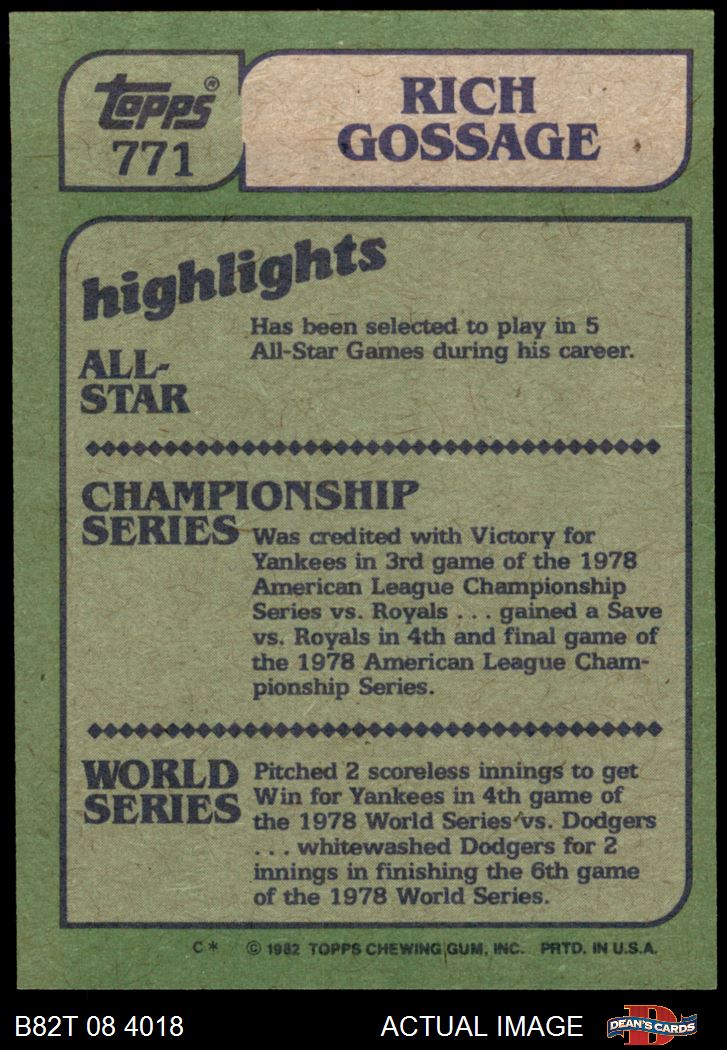 topps®
771
RICH
GOSSAGE
highlights
ALL-
STAR
Has been selected to play in 5
All-Star Games during his career.
CHAMPIONSHIP
SERIES
Was credited with Victory for
Yankees in 3rd game of the 1978
American League Championship
Series vs. Royals . . . gained a Save
vs. Royals in 4th and final game of
the 1978 American League Cham-
pionship Series.
WORLD
SERIES
Pitched 2 scoreless innings to get
Win for Yankees in 4th game of
the 1978 World Series vs. Dodgers
. . . whitewashed Dodgers for 2
innings in finishing the 6th game
of the 1978 World Series.
C* © 1982 TOPPS CHEWING GUM, INC. PRTD. IN U.S.A.
B82T 08 4018 ACTUAL IMAGE
D
DEAN'S CARDS